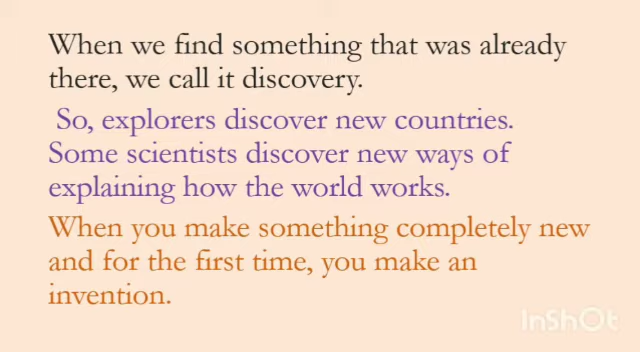 When we find something that was already
there, we call it discovery.
So, explorers discover new countries.
Some scientists discover new ways of
explaining how the world works.
When you make something completely new
and for the first time, you make an
invention.
InShOt